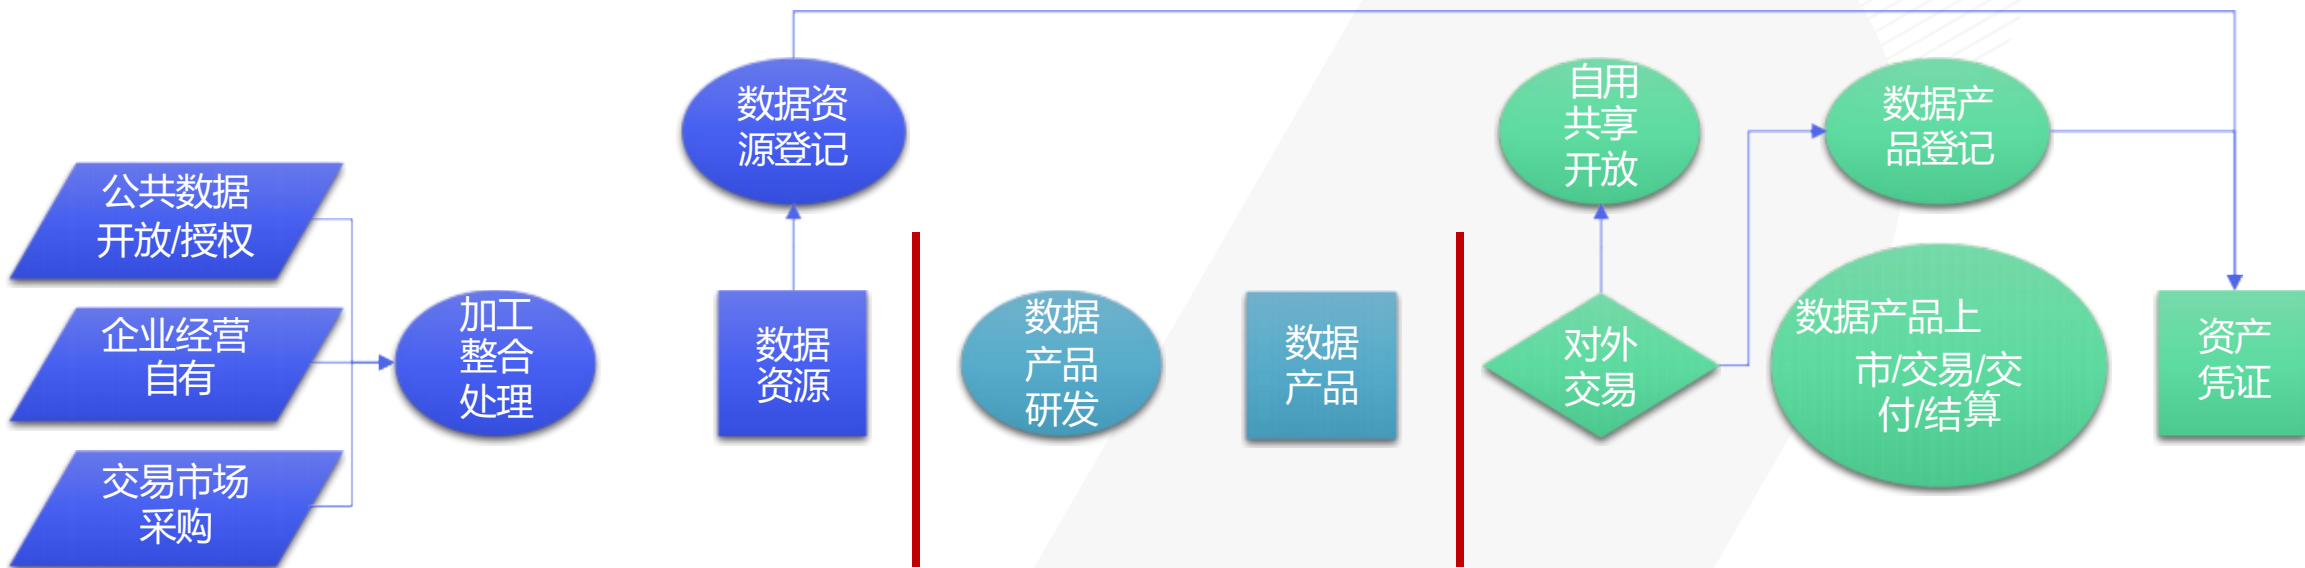 公共数据
开放/授权
企业经营
自有
交易市场
采购
加工
整合
处理
数据资
源登记
数据
资源
数据
产品
研发
数据
产品
自用
共享
开放
对外
交易
数据产
品登记
数据产品上
市/交易/交
付/结算
资产
凭证